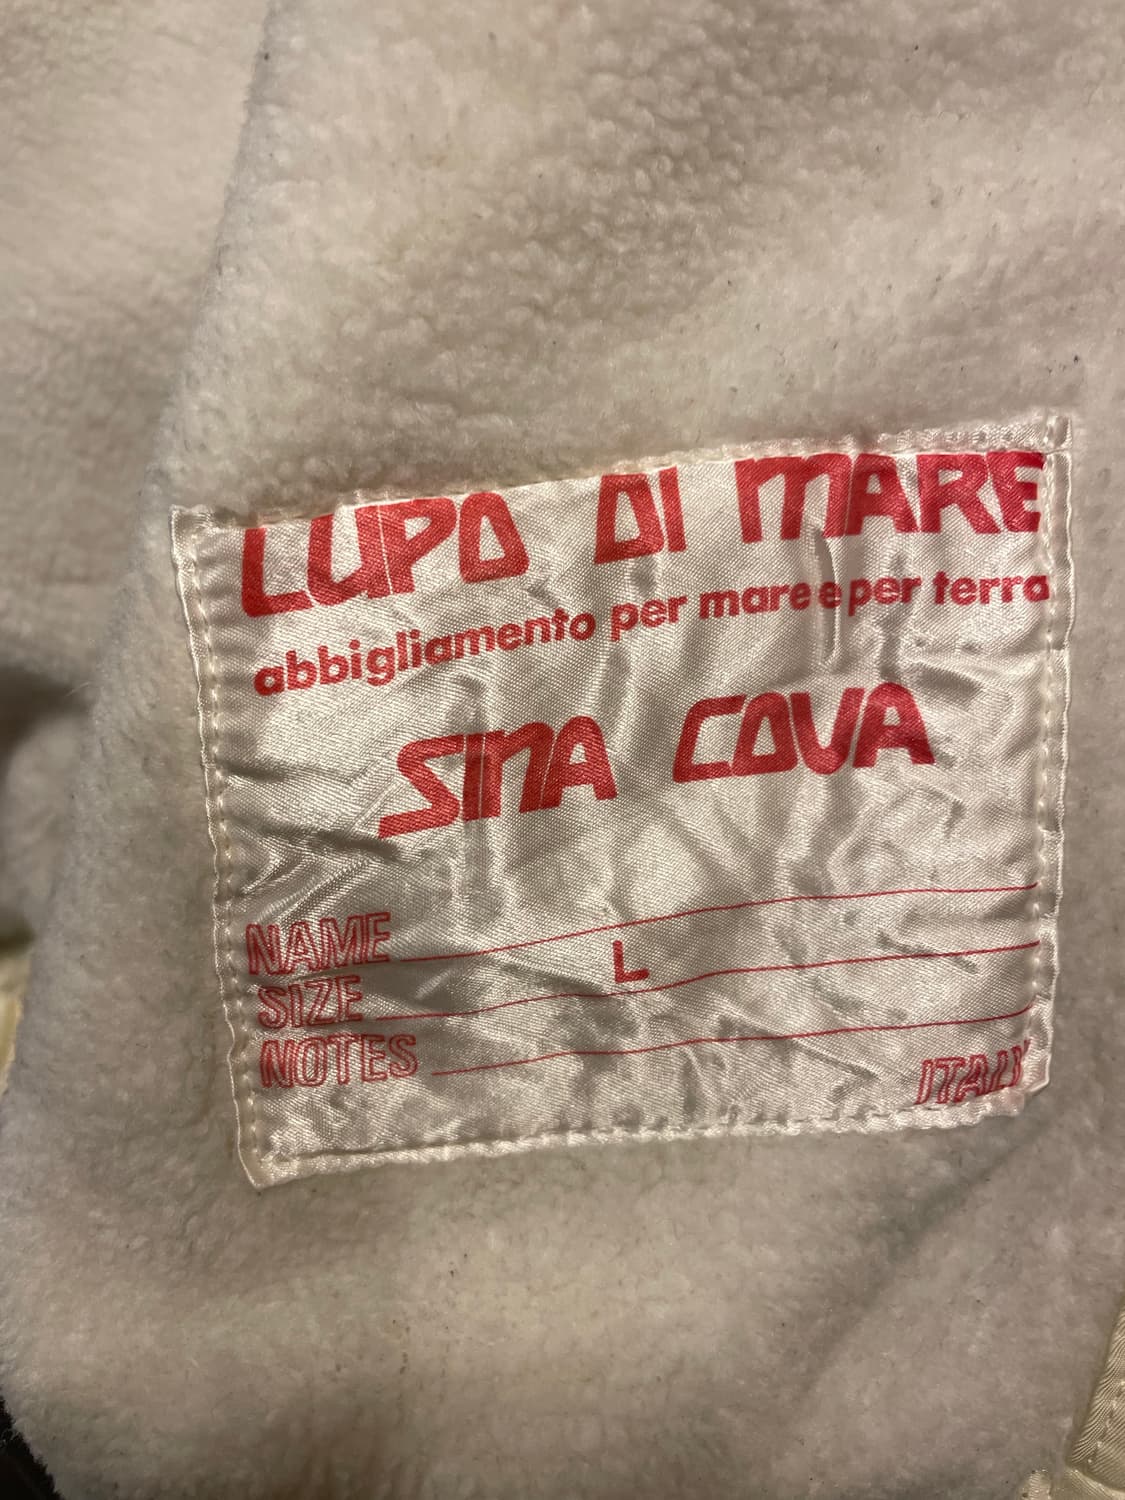 LUPO DI MARE
abbigliamento per mare e per terra
SINA COVA
NAME
SIZE L
NOTES
ITALY